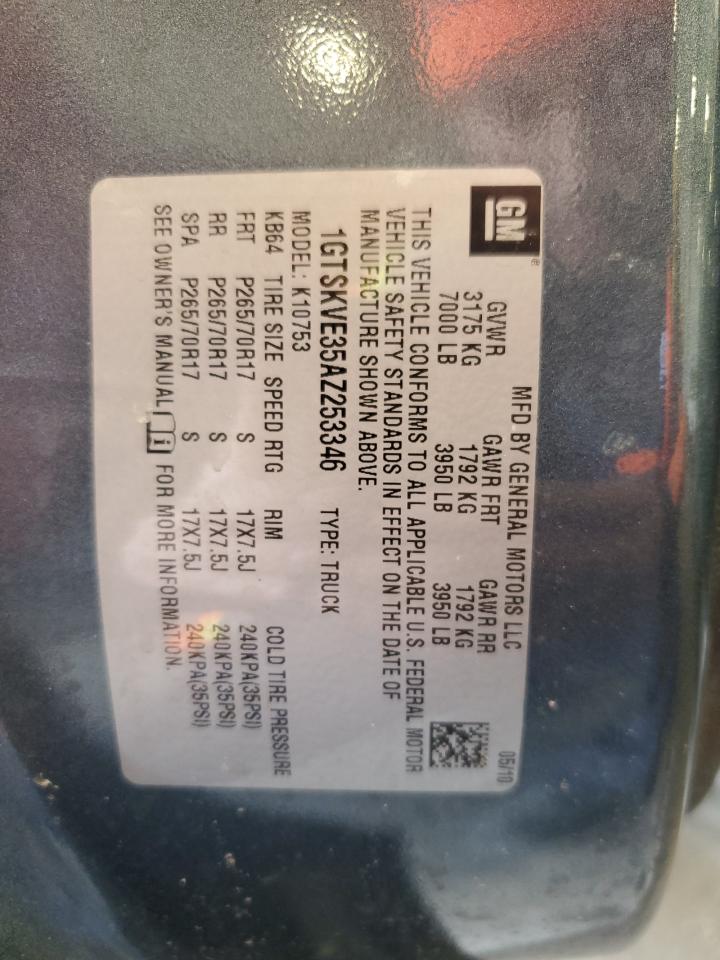 GM®
MFD BY GENERAL MOTORS LLC 05/10
GVWR GAWR FRT GAWR RR
3175 KG 1792 KG 1792 KG
7000 LB 3950 LB 3950 LB
THIS VEHICLE CONFORMS TO ALL APPLICABLE U.S. FEDERAL MOTOR
VEHICLE SAFETY STANDARDS IN EFFECT ON THE DATE OF
MANUFACTURE SHOWN ABOVE.
1GTSKVE35AZ253346 TYPE: TRUCK
MODEL: K10753
KB64 TIRE SIZE SPEED RTG RIM COLD TIRE PRESSURE
FRT P265/70R17 S 17X7.5J 240KPA(35PSI)
RR P265/70R17 S 17X7.5J 240KPA(35PSI)
SPA P265/70R17 S 17X7.5J 240KPA(35PSI)
SEE OWNER'S MANUAL i FOR MORE INFORMATION.